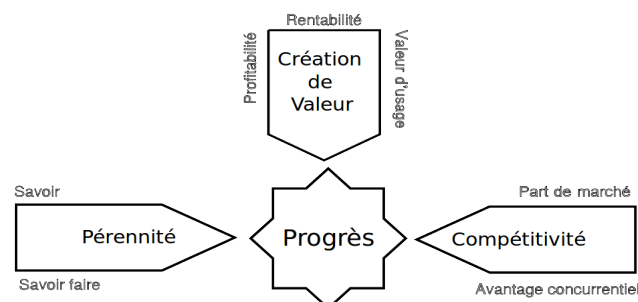 Rentabilité
Profitabilité
Valeur d'usage
Création
de
Valeur
Savoir
Part de marché
Pérennité
Progrès
Compétitivité
Savoir faire
Avantage concurrentiel